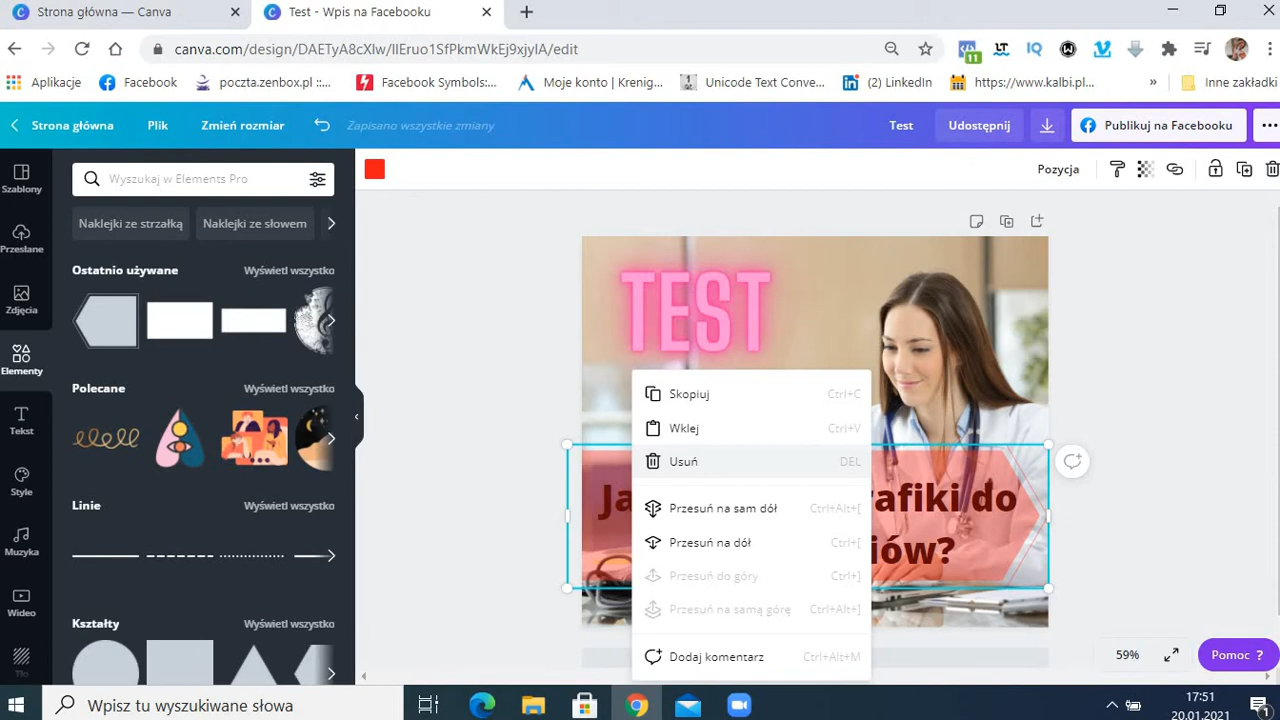 Strona główna — Canva
Test - Wpis na Facebooku
canva.com/design/DAETyA8cXIw/IIEruo1SfPkmWkEj9xjyIA/edit
11
Aplikacje
Facebook
poczta.zenbox.pl ::...
Facebook Symbols:...
Moje konto | Krenig...
Unicode Text Conve...
(2) LinkedIn
https://www.kalbi.pl...
»
Inne zakładki
Strona główna
Plik
Zmień rozmiar
Zapisano wszystkie zmiany
Test
Udostępnij
Publikuj na Facebooku
Szablony
Przesłane
Zdjęcia
Elementy
Tekst
Style
Muzyka
Wideo
Tło
Wyszukaj w Elements Pro
Naklejki ze strzałką
Naklejki ze słowem
Ostatnio używane
Wyświetl wszystko
Polecane
Wyświetl wszystko
Linie
Wyświetl wszystko
Kształty
Wyświetl wszystko
Pozycja
TEST
Ja
afiki do
iów?
Skopiuj Ctrl+C
Wklej Ctrl+V
Usuń DEL
Przesuń na sam dół Ctrl+Alt+[
Przesuń na dół Ctrl+[
Przesuń do góry Ctrl+]
Przesuń na samą górę Ctrl+Alt+]
Dodaj komentarz Ctrl+Alt+M
59%
Pomoc ?
Wpisz tu wyszukiwane słowa
17:51
20.01.2021
1